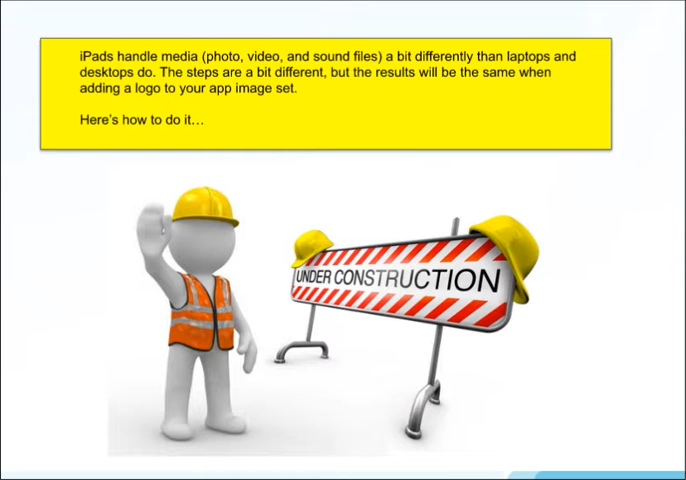 iPads handle media (photo, video, and sound files) a bit differently than laptops and
desktops do. The steps are a bit different, but the results will be the same when
adding a logo to your app image set.
Here's how to do it…
UNDER CONSTRUCTION